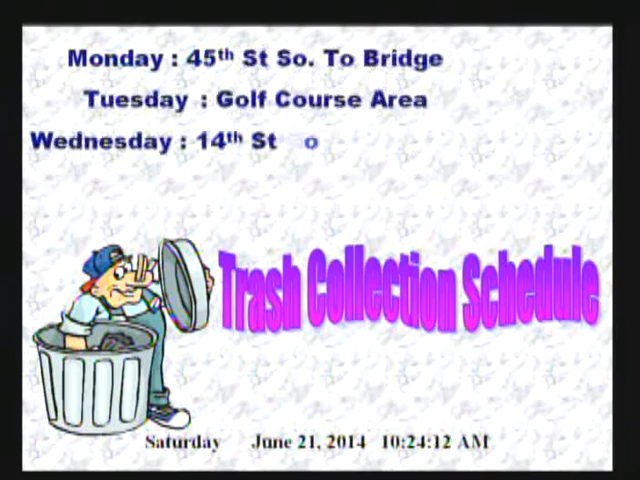 Monday : 45th St So. To Bridge
Tuesday : Golf Course Area
Wednesday : 14th St o
Trash Collection Schedule
Saturday June 21, 2014 10:24:12 AM